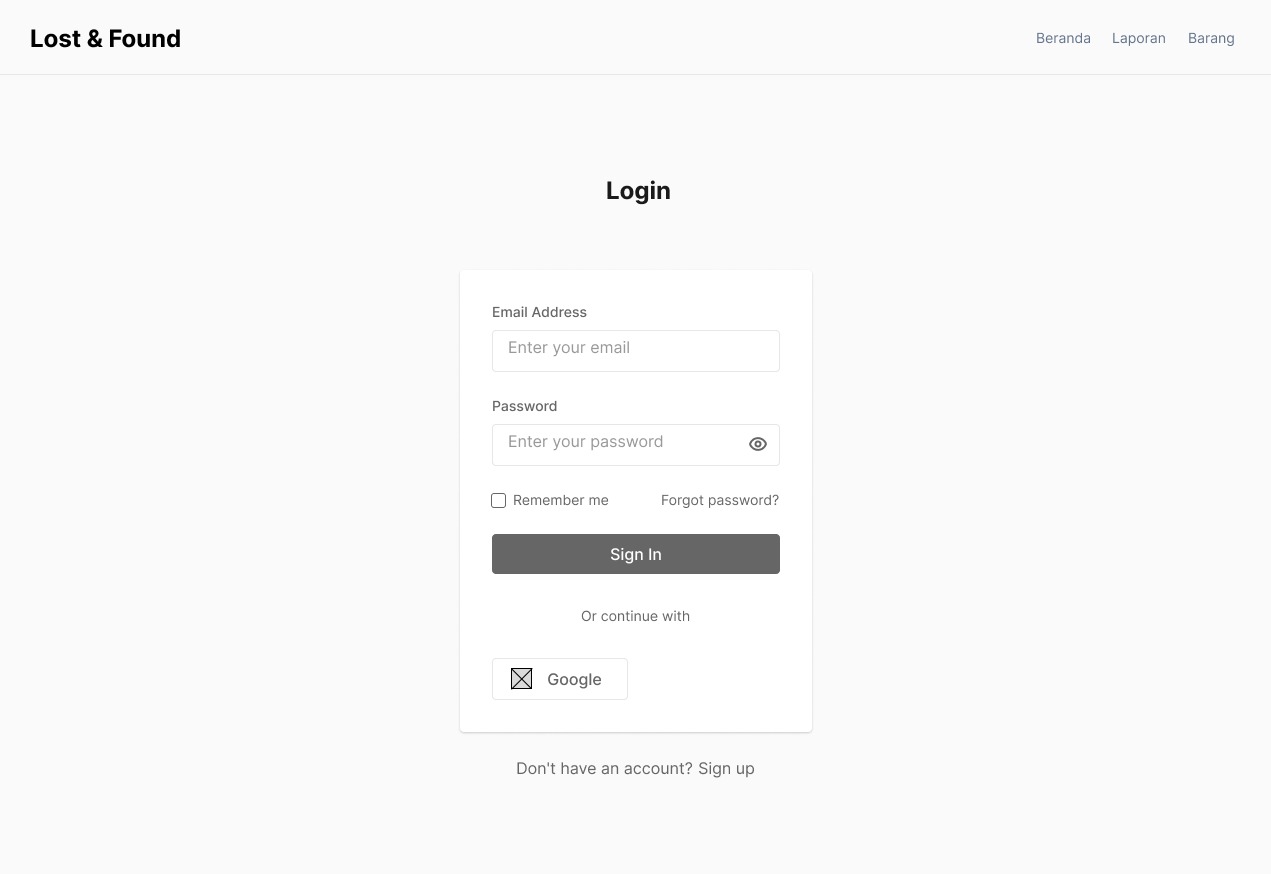 Lost & Found
Beranda Laporan Barang
Login
Email Address
Enter your email
Password
Enter your password
Remember me Forgot password?
Sign In
Or continue with
Google
Don't have an account? Sign up